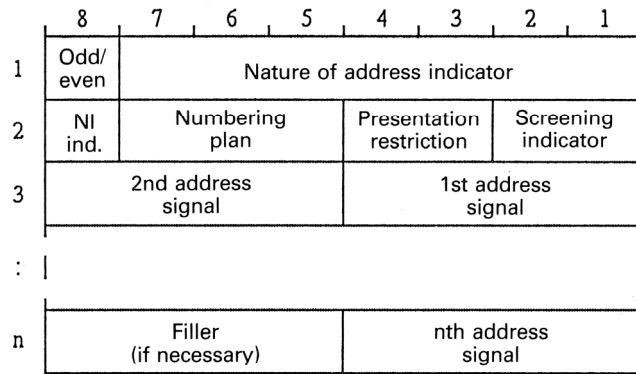 8 7 6 5 4 3 2 1
1 Odd/ even Nature of address indicator
2 NI ind. Numbering plan Presentation restriction Screening indicator
3 2nd address signal 1st address signal
:
n Filler (if necessary) nth address signal